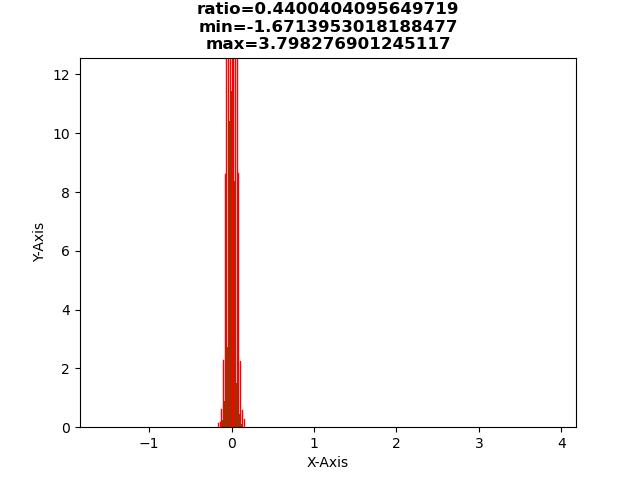 ratio=0.4400404095649719
min=-1.6713953018188477
max=3.798276901245117
12
10
8
6
4
2
0
Y-Axis
−1
0
1
2
3
4
X-Axis